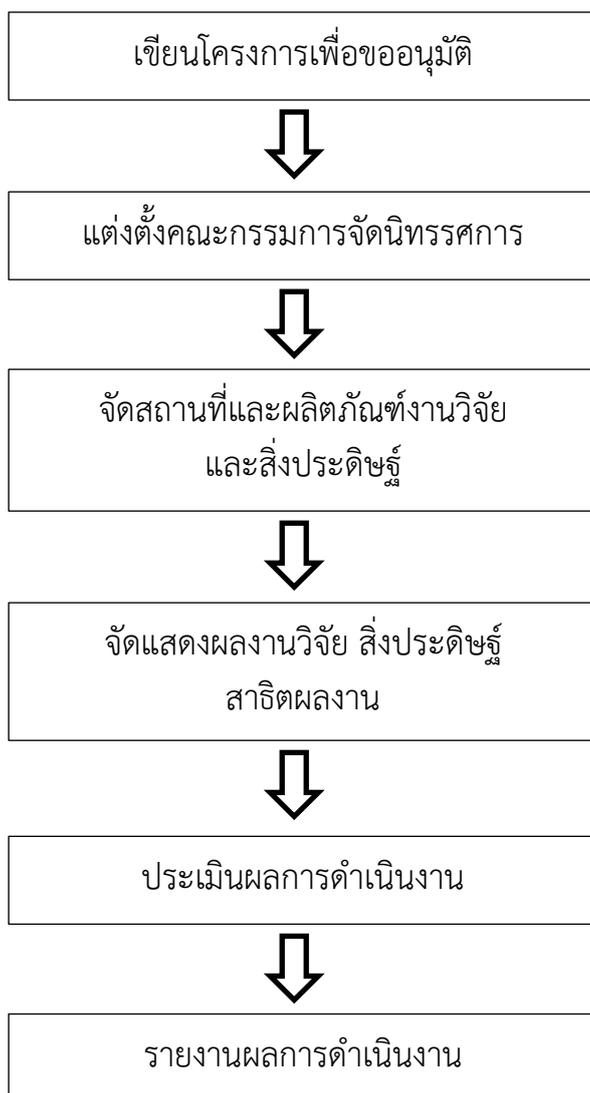 เขียนโครงการเพื่อขออนุมัติ
แต่งตั้งคณะกรรมการจัดนิทรรศการ
จัดสถานที่และผลิตภัณฑ์งานวิจัย
และสิ่งประดิษฐ์
จัดแสดงผลงานวิจัย สิ่งประดิษฐ์
สาธิตผลงาน
ประเมินผลการดำเนินงาน
รายงานผลการดำเนินงาน